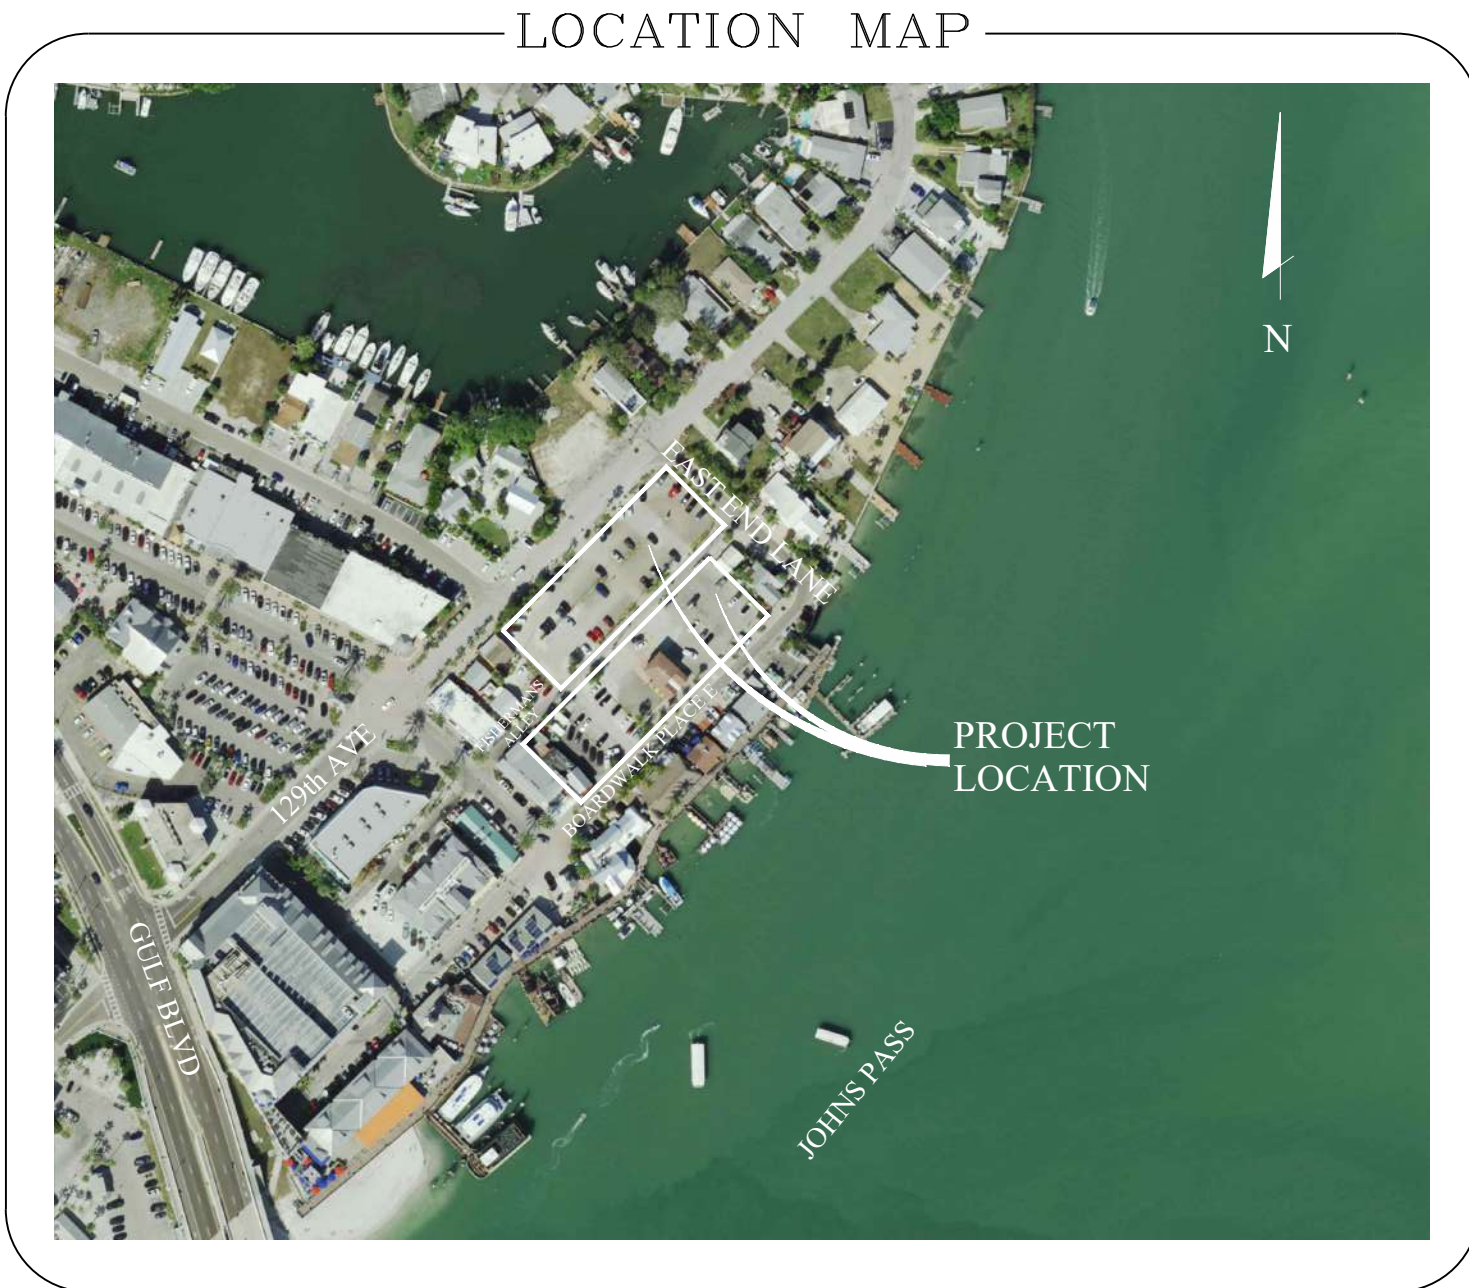 LOCATION MAP
N
EAST END LANE
FISHERMANS
ALLEY
BOARDWALK PLACE E
129th AVE
PROJECT
LOCATION
GULF BLVD
JOHNS PASS